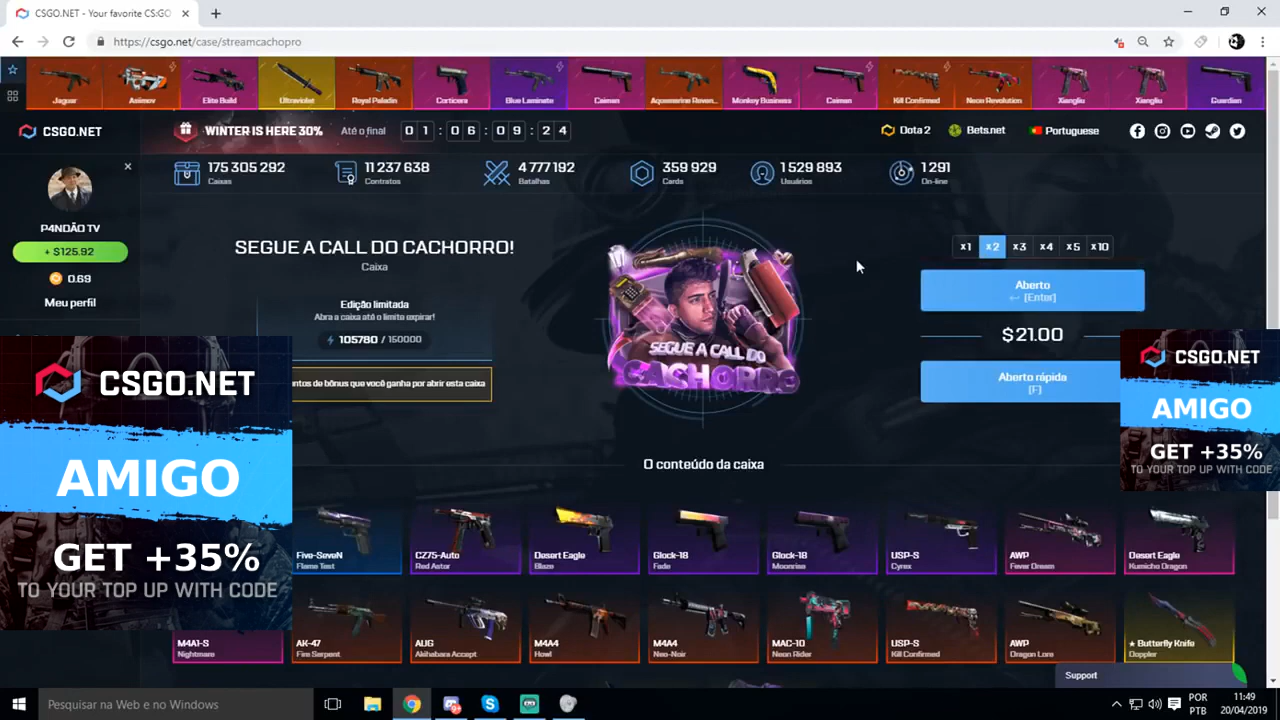 CSGO.NET - Your favorite CS:GO
https://csgo.net/case/streamcachopro
Jaguar
Asiimov
Elite Build
Ultraviolet
Royal Paladin
Corticera
Blue Laminate
Caiman
Aquamarine Reven...
Monkey Business
Caiman
Kill Confirmed
Neon Revolution
Xiangliu
Xiangliu
Guardian
CSGO.NET
WINTER IS HERE 30% Até o final 01:06:09:24
Dota 2 Bets.net Portuguese
175 305 292
Caixas
11 237 638
Contratos
4 777 192
Batalhas
359 929
Cards
1 529 893
Usuários
1 291
On-line
P4NDÃO TV
+ $125.92
0.69
Meu perfil
SEGUE A CALL DO CACHORRO!
Caixa
Edição limitada
Abra a caixa até o limite expirar!
105780 / 150000
ntos de bônus que você ganha por abrir esta caixa
SEGUE A CALL DO
CACHORRO
x1 x2 x3 x4 x5 x10
Aberto
[Enter]
$21.00
Aberto rápida
[F]
CSGO.NET
AMIGO
GET +35%
TO YOUR TOP UP WITH CODE
CSGO.NET
AMIGO
GET +35%
TO YOUR TOP UP WITH CODE
O conteúdo da caixa
Five-SeveN
Flame Test
CZ75-Auto
Red Astor
Desert Eagle
Blaze
Glock-18
Fade
Glock-18
Moonrise
USP-S
Cyrex
AWP
Fever Dream
Desert Eagle
Kumicho Dragon
M4A1-S
Nightmare
AK-47
Fire Serpent
AUG
Akihabara Accept
M4A4
Howl
M4A4
Neo-Noir
MAC-10
Neon Rider
USP-S
Kill Confirmed
AWP
Dragon Lore
★ Butterfly Knife
Doppler
Support
Pesquisar na Web e no Windows
POR
PTB
11:49
20/04/2019